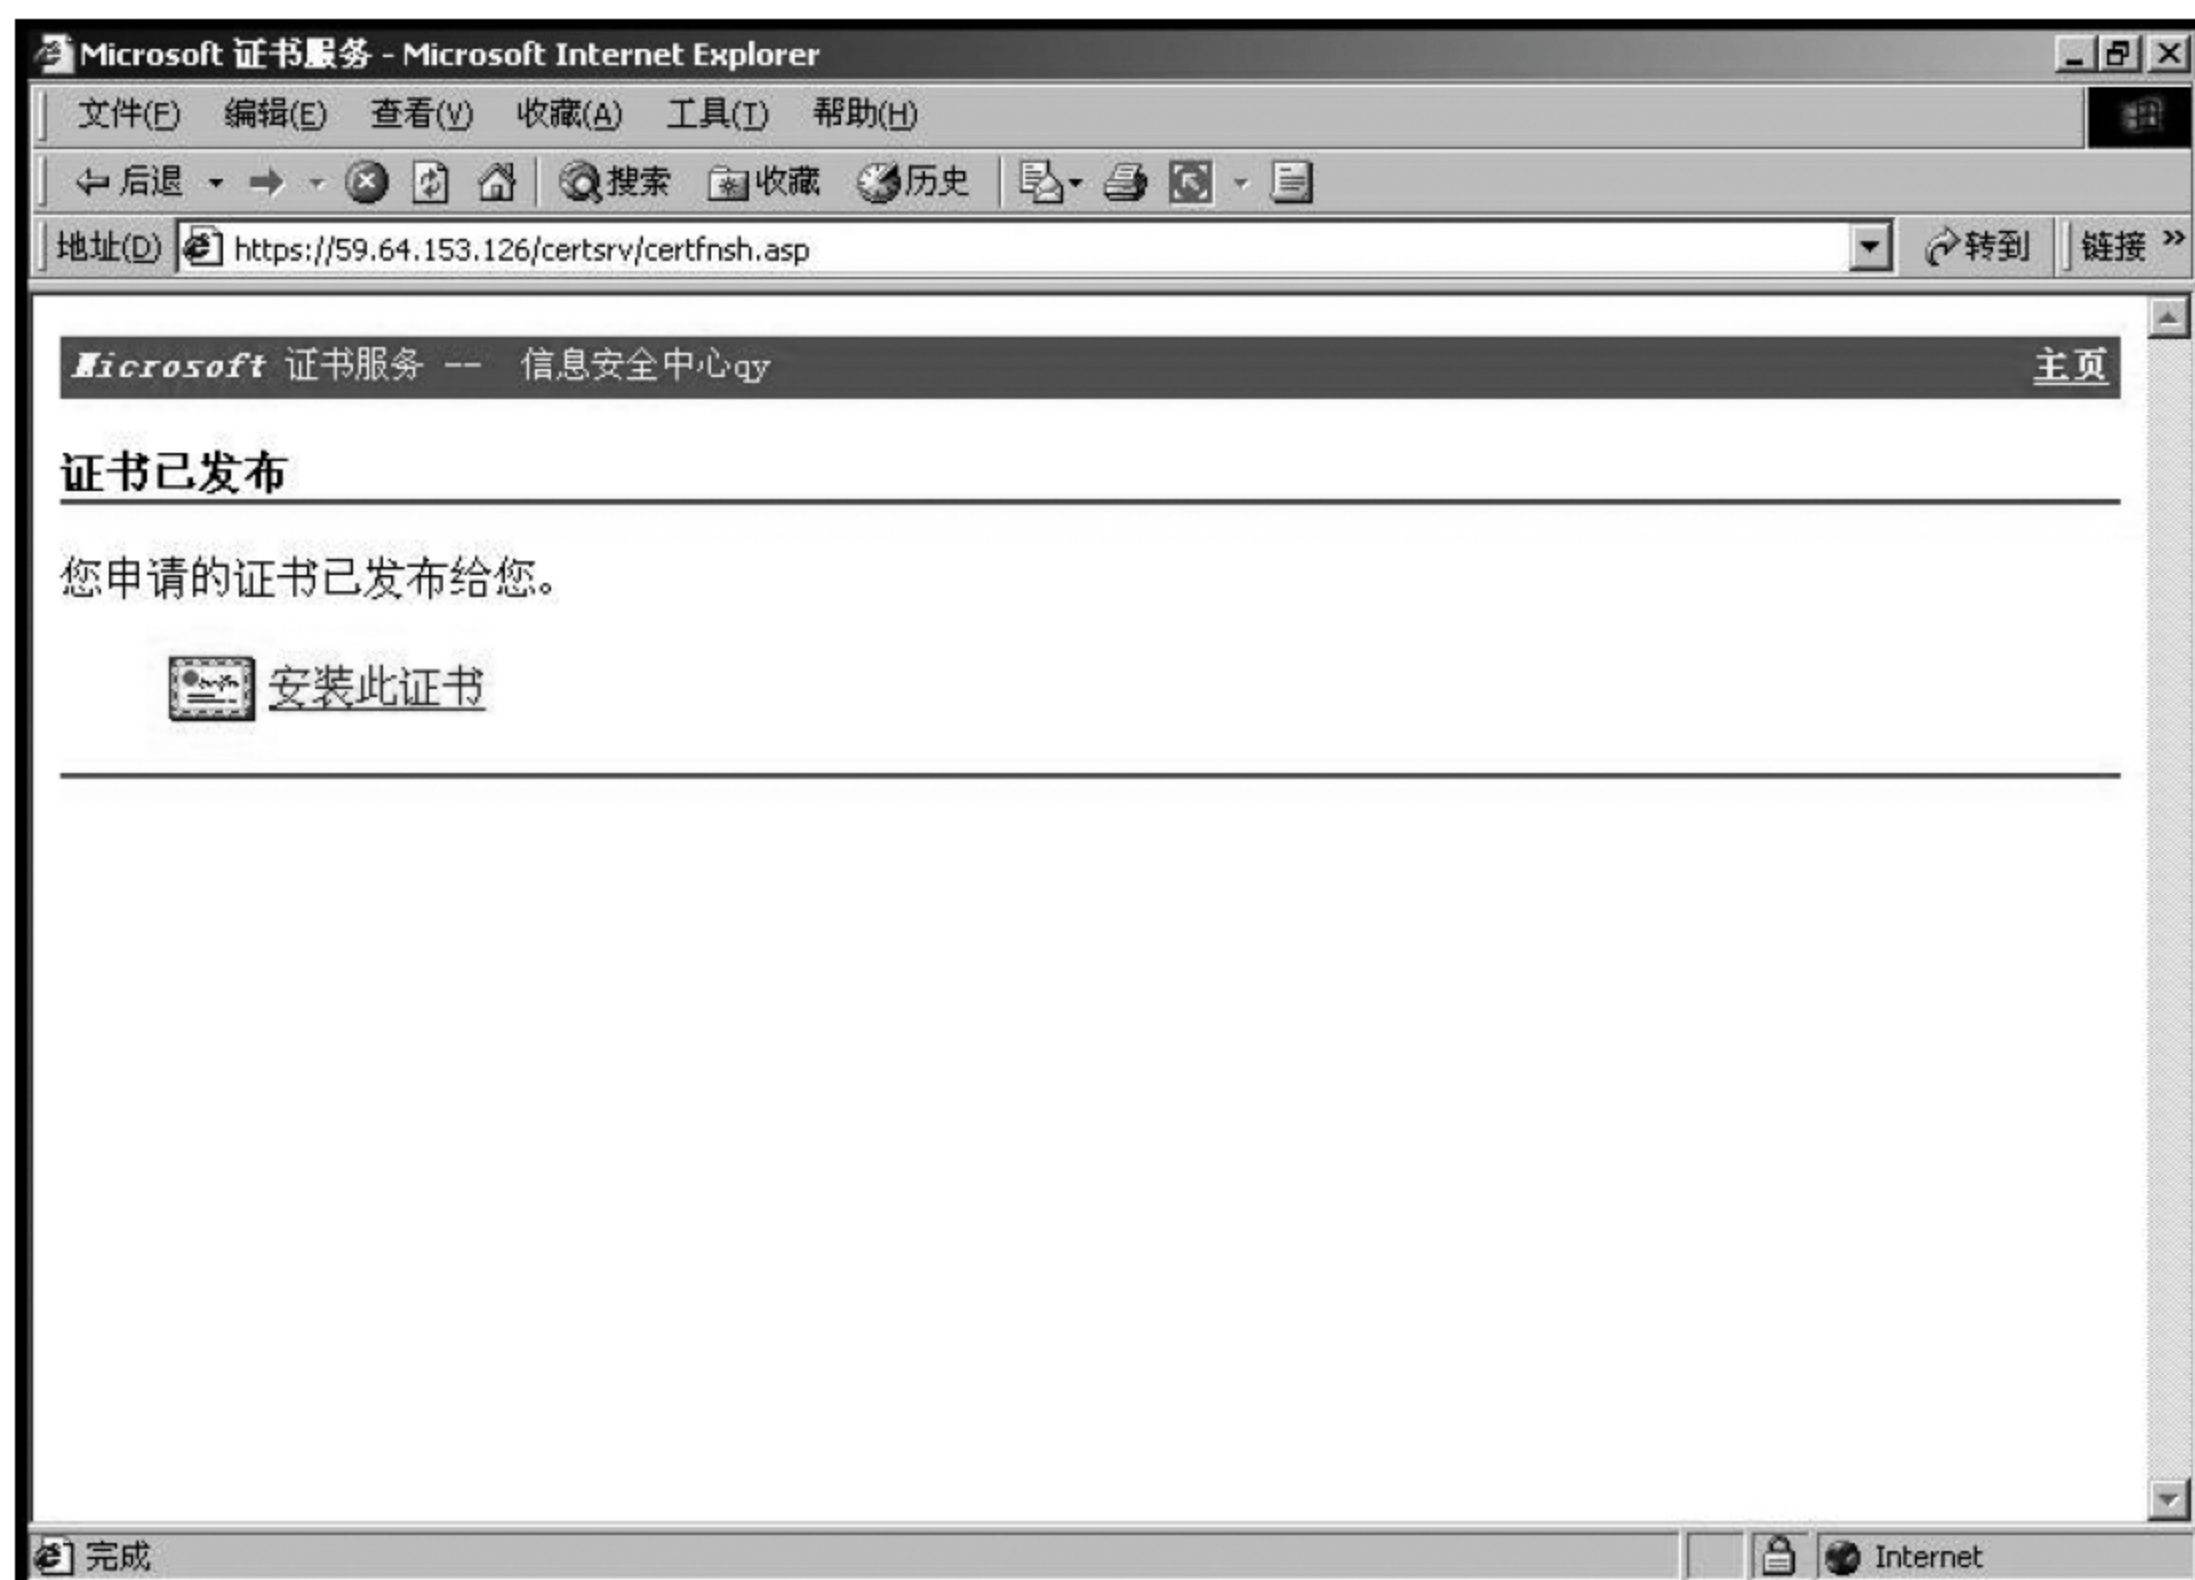 Microsoft 证书服务 - Microsoft Internet Explorer
文件(F) 编辑(E) 查看(V) 收藏(A) 工具(T) 帮助(H)
后退 搜索 收藏 历史
地址(D) https://59.64.153.126/certsrv/certfnsh.asp 转到 链接 »
Microsoft 证书服务 -- 信息安全中心qy 主页
证书已发布
您申请的证书已发布给您。
安装此证书
完成 Internet